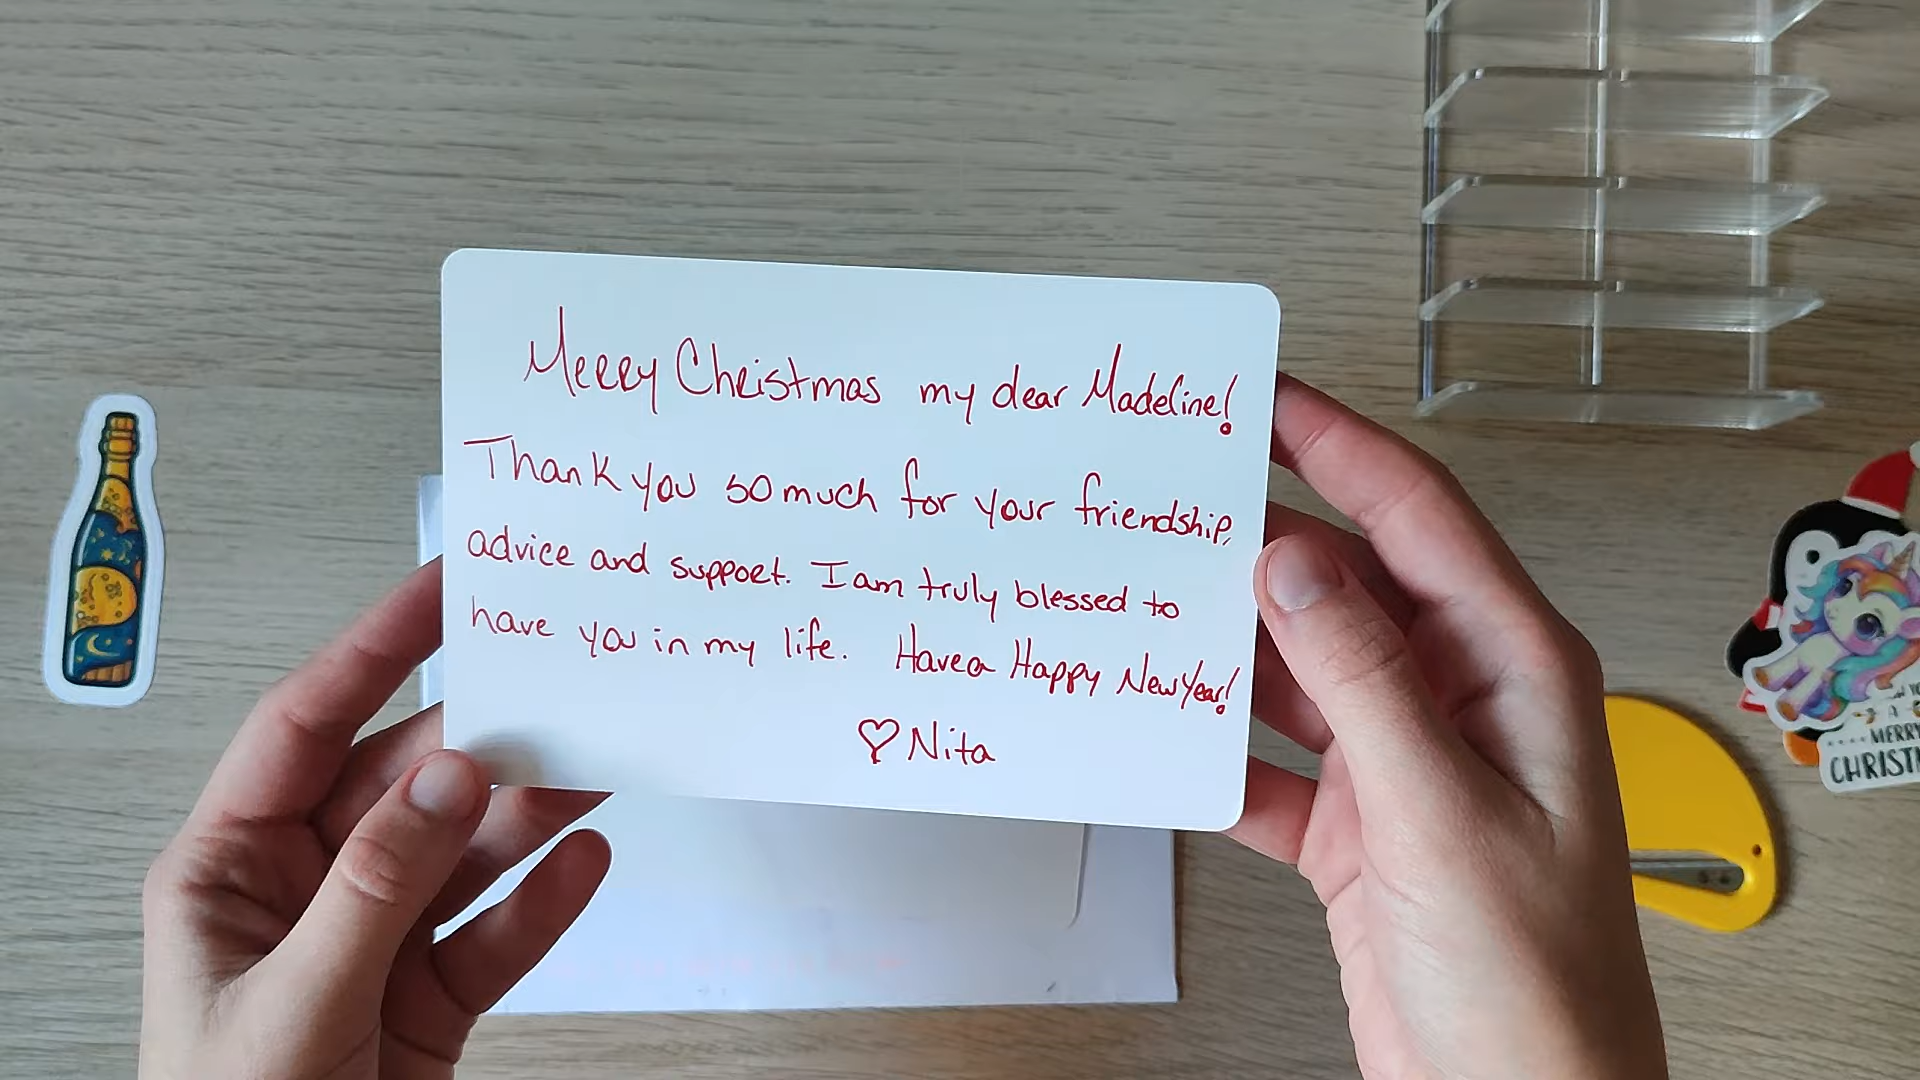 Merry Christmas my dear Madeline!
Thank you so much for your friendship,
advice and support. I am truly blessed to
have you in my life. Have a Happy New Year!
♡ Nita
A
MERRY